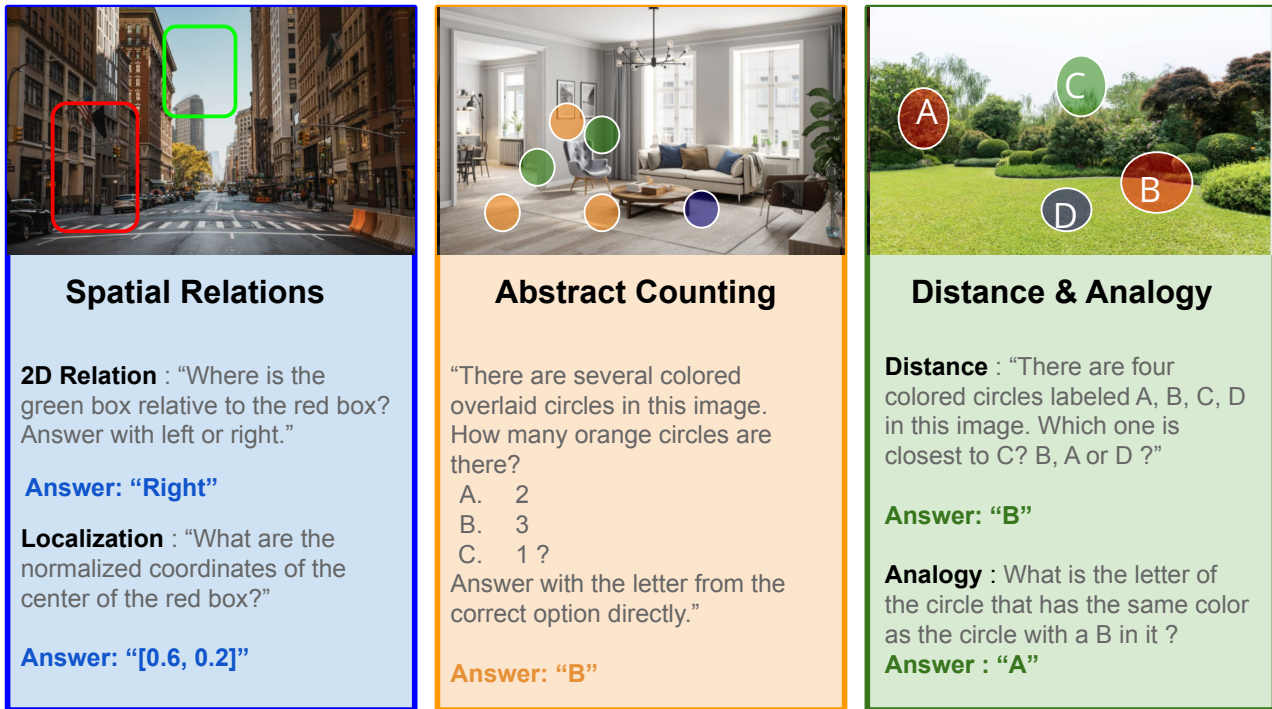 A
C
B
D
Spatial Relations
2D Relation : “Where is the
green box relative to the red box?
Answer with left or right.”
Answer: “Right”
Localization : “What are the
normalized coordinates of the
center of the red box?”
Answer: “[0.6, 0.2]”
Abstract Counting
“There are several colored
overlaid circles in this image.
How many orange circles are
there?
A. 2
B. 3
C. 1 ?
Answer with the letter from the
correct option directly.”
Answer: “B”
Distance & Analogy
Distance : “There are four
colored circles labeled A, B, C, D
in this image. Which one is
closest to C? B, A or D ?”
Answer: “B”
Analogy : What is the letter of
the circle that has the same color
as the circle with a B in it ?
Answer : “A”